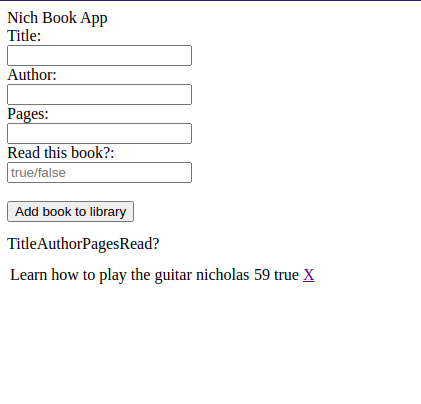 Nich Book App
Title:
Author:
Pages:
Read this book?:
true/false
Add book to library
TitleAuthorPagesRead?
Learn how to play the guitar nicholas 59 true X